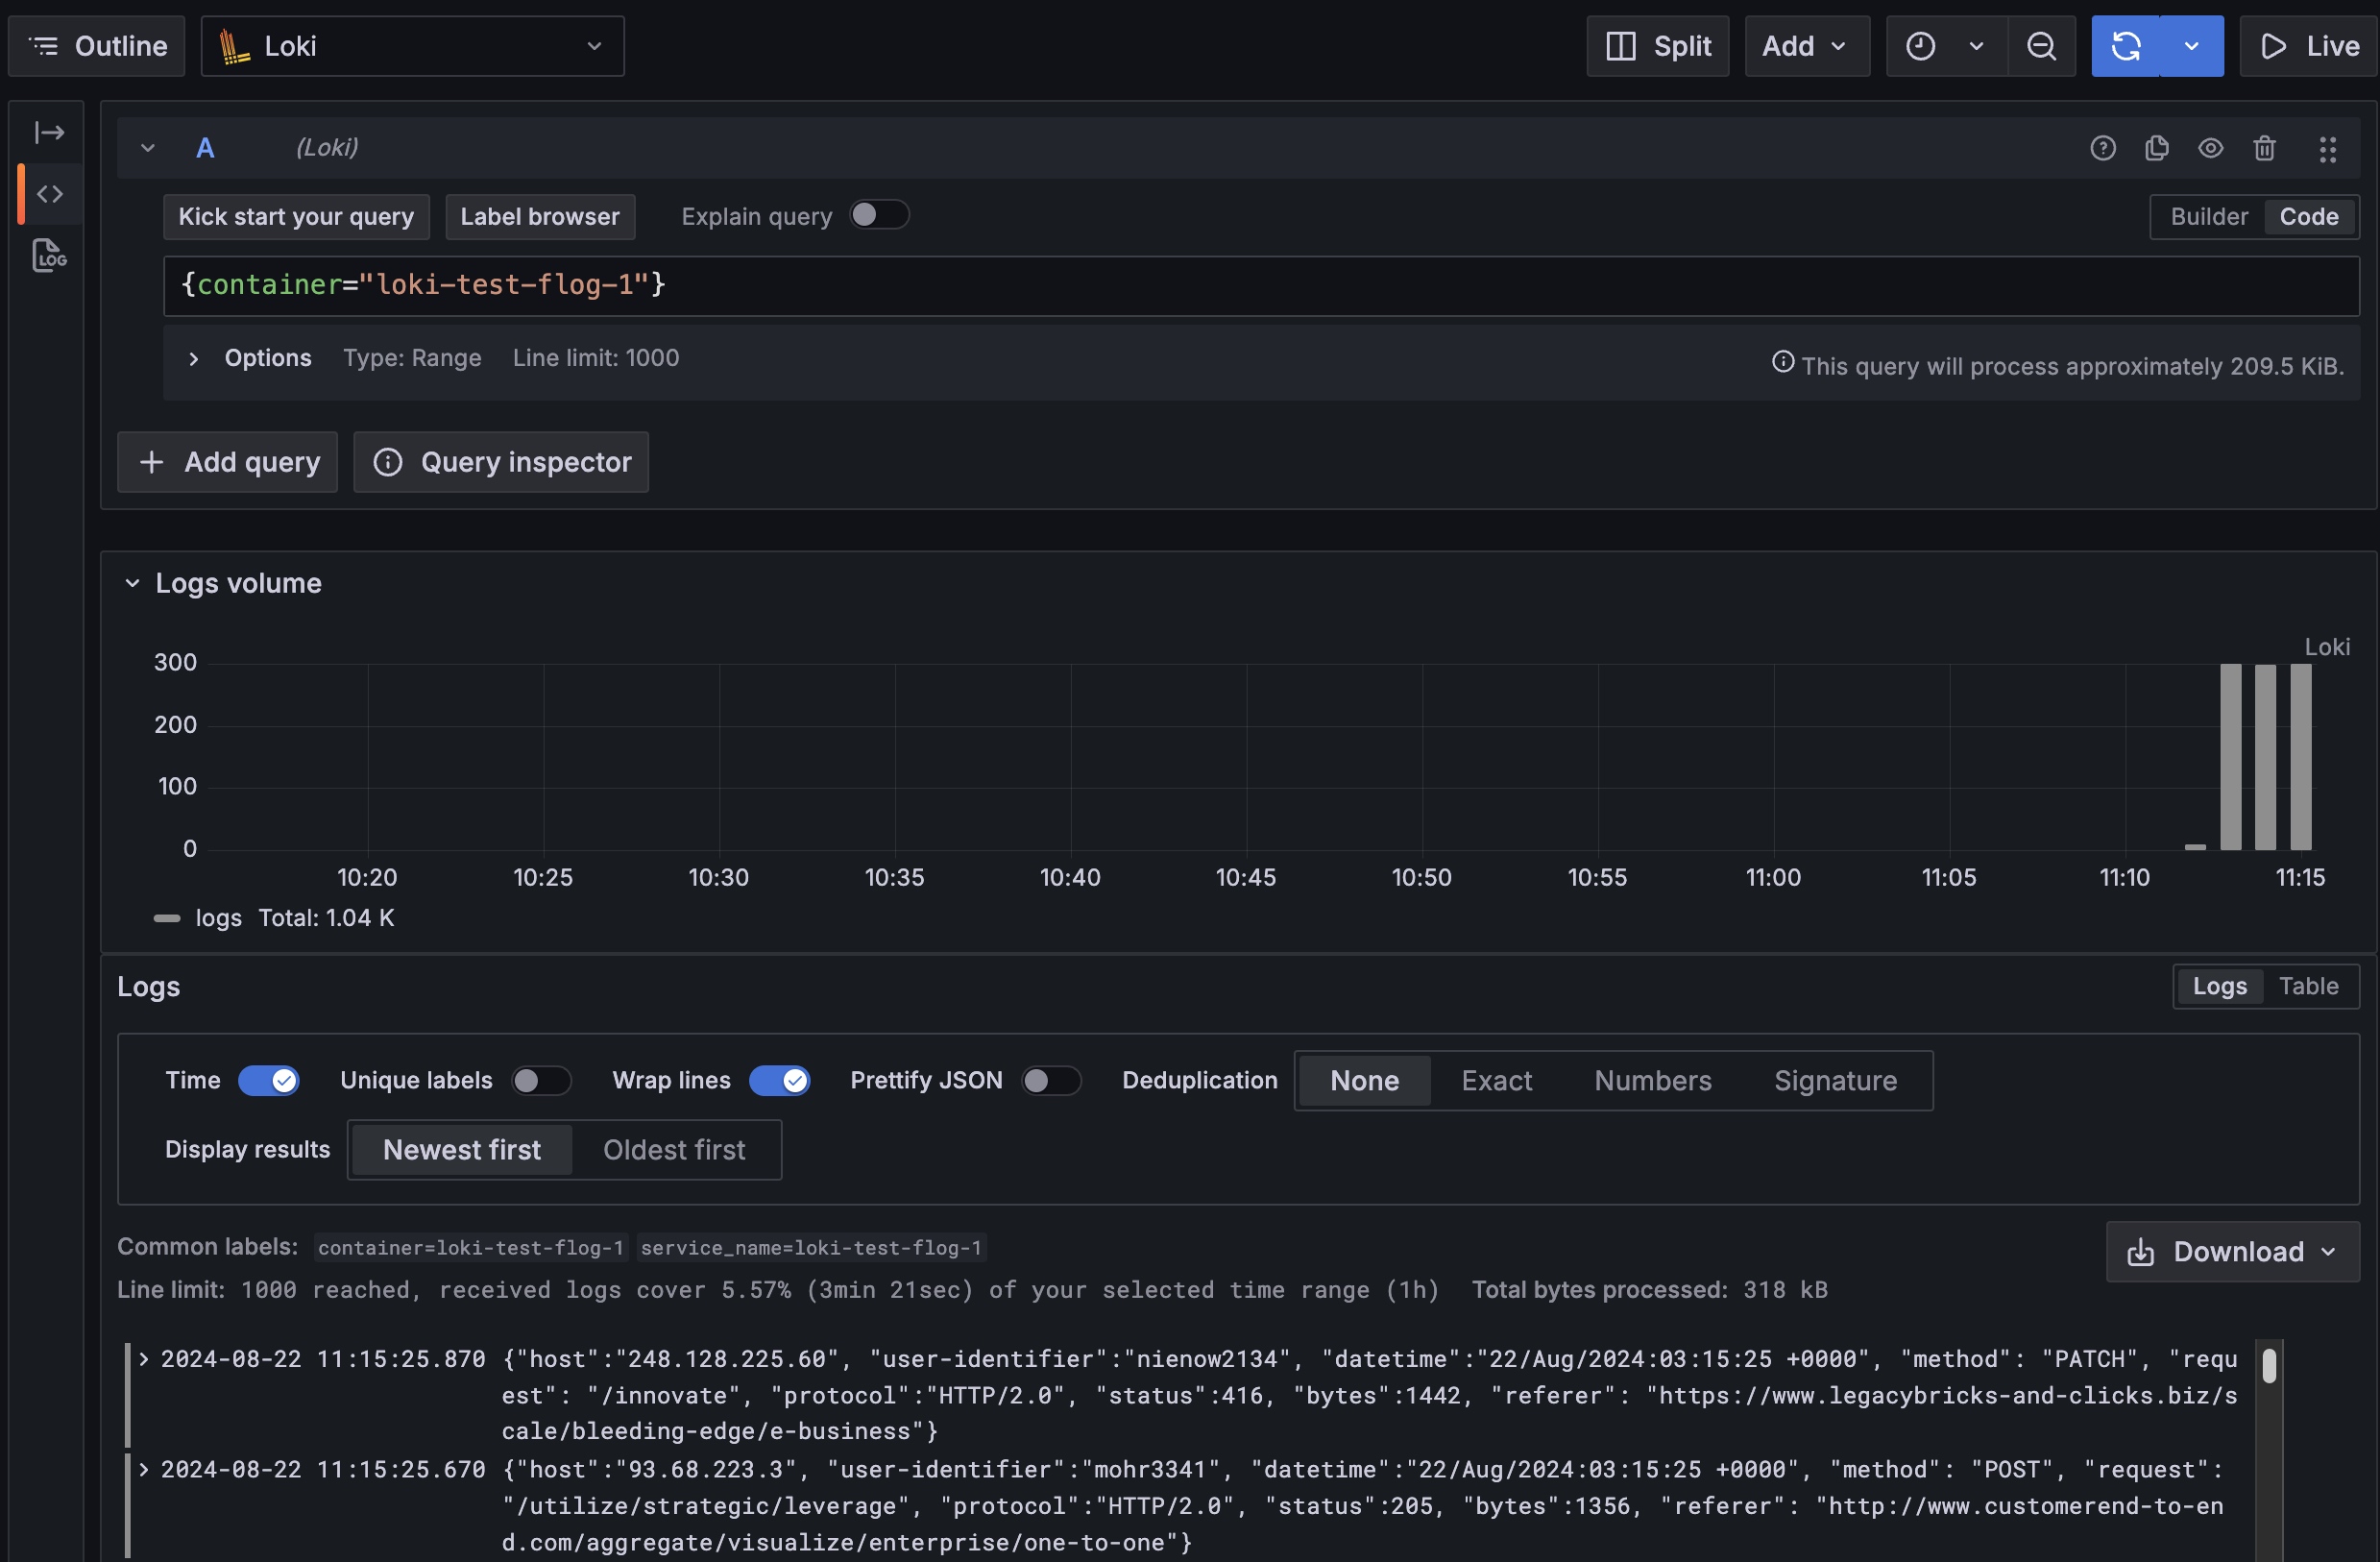 Outline Loki Split Add Live
A (Loki)
Kick start your query Label browser Explain query Builder Code
{container="loki-test-flog-1"}
Options Type: Range Line limit: 1000 This query will process approximately 209.5 KiB.
Add query Query inspector
LOG
Logs volume
Loki
300
200
100
0
10:20 10:25 10:30 10:35 10:40 10:45 10:50 10:55 11:00 11:05 11:10 11:15
logs Total: 1.04 K
Logs Logs Table
Time Unique labels Wrap lines Prettify JSON Deduplication None Exact Numbers Signature
Display results Newest first Oldest first
Common labels: container=loki-test-flog-1 service_name=loki-test-flog-1 Download
Line limit: 1000 reached, received logs cover 5.57% (3min 21sec) of your selected time range (1h) Total bytes processed: 318 kB
2024-08-22 11:15:25.870 {"host":"248.128.225.60", "user-identifier":"nienow2134", "datetime":"22/Aug/2024:03:15:25 +0000", "method": "PATCH", "requ
est": "/innovate", "protocol":"HTTP/2.0", "status":416, "bytes":1442, "referer": "https://www.legacybricks-and-clicks.biz/s
cale/bleeding-edge/e-business"}
2024-08-22 11:15:25.670 {"host":"93.68.223.3", "user-identifier":"mohr3341", "datetime":"22/Aug/2024:03:15:25 +0000", "method": "POST", "request":
"/utilize/strategic/leverage", "protocol":"HTTP/2.0", "status":205, "bytes":1356, "referer": "http://www.customerend-to-en
d.com/aggregate/visualize/enterprise/one-to-one"}